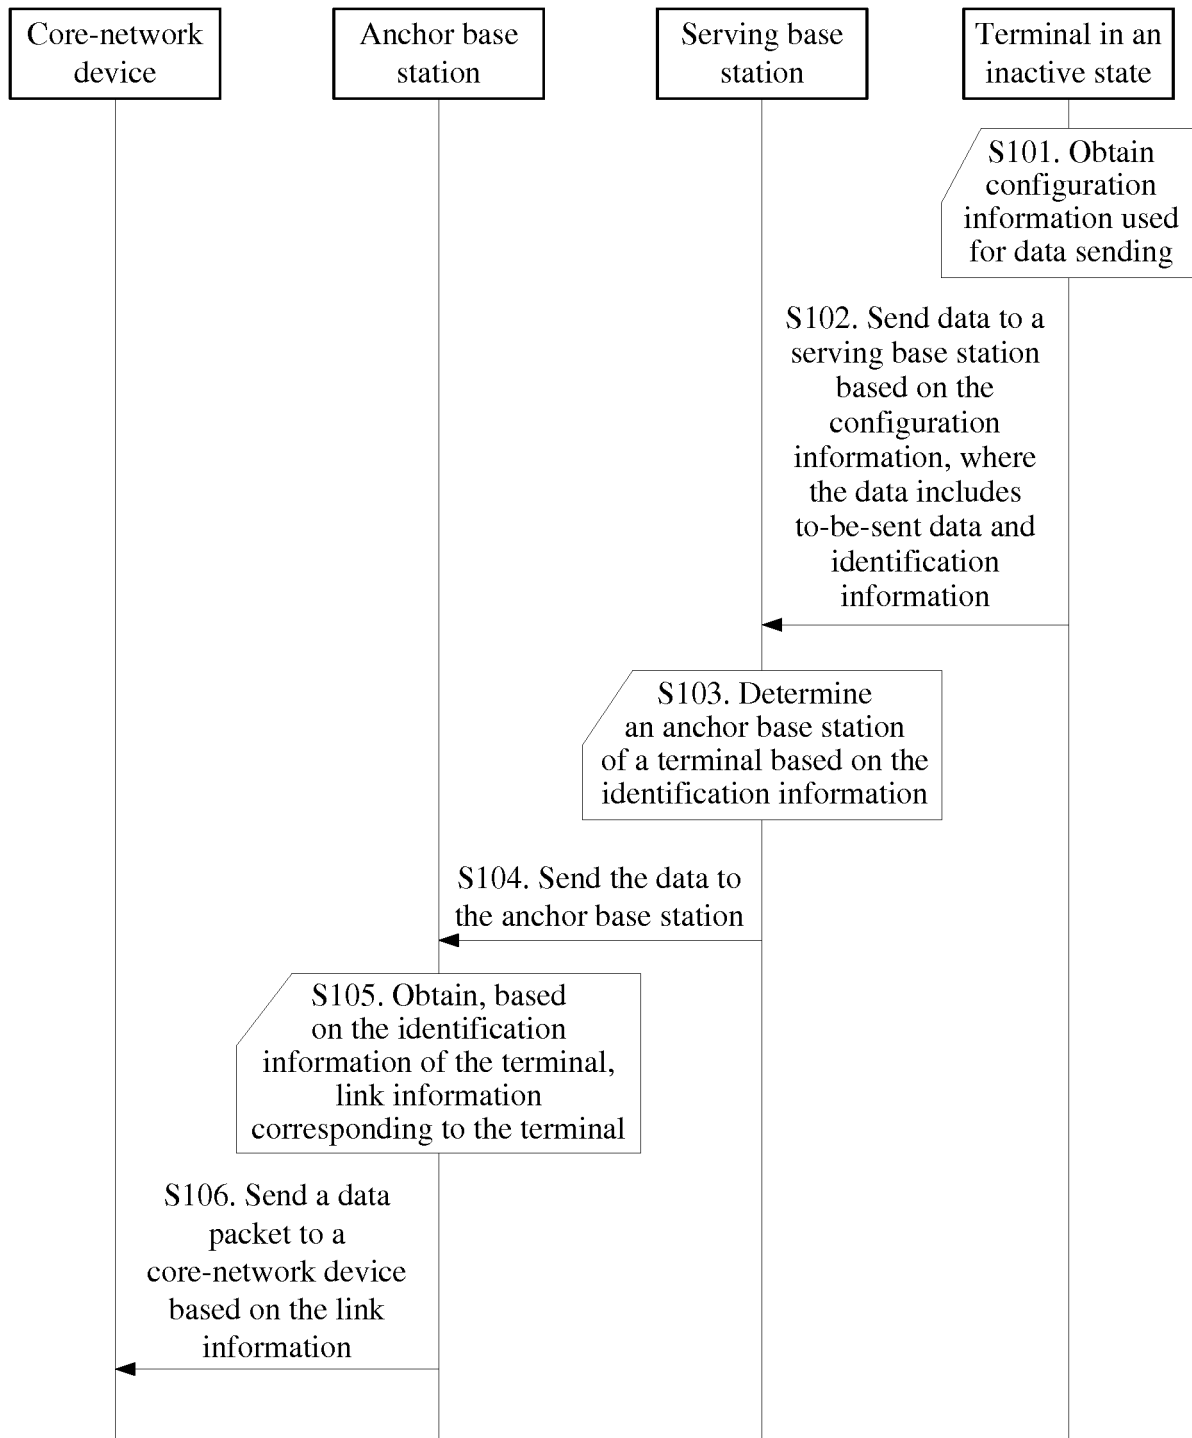 Core-network
device
Anchor base
station
Serving base
station
Terminal in an
inactive state
S101. Obtain
configuration
information used
for data sending
S102. Send data to a
serving base station
based on the
configuration
information, where
the data includes
to-be-sent data and
identification
information
S103. Determine
an anchor base station
of a terminal based on the
identification information
S104. Send the data to
the anchor base station
S105. Obtain, based
on the identification
information of the terminal,
link information
corresponding to the terminal
S106. Send a data
packet to a
core-network device
based on the link
information